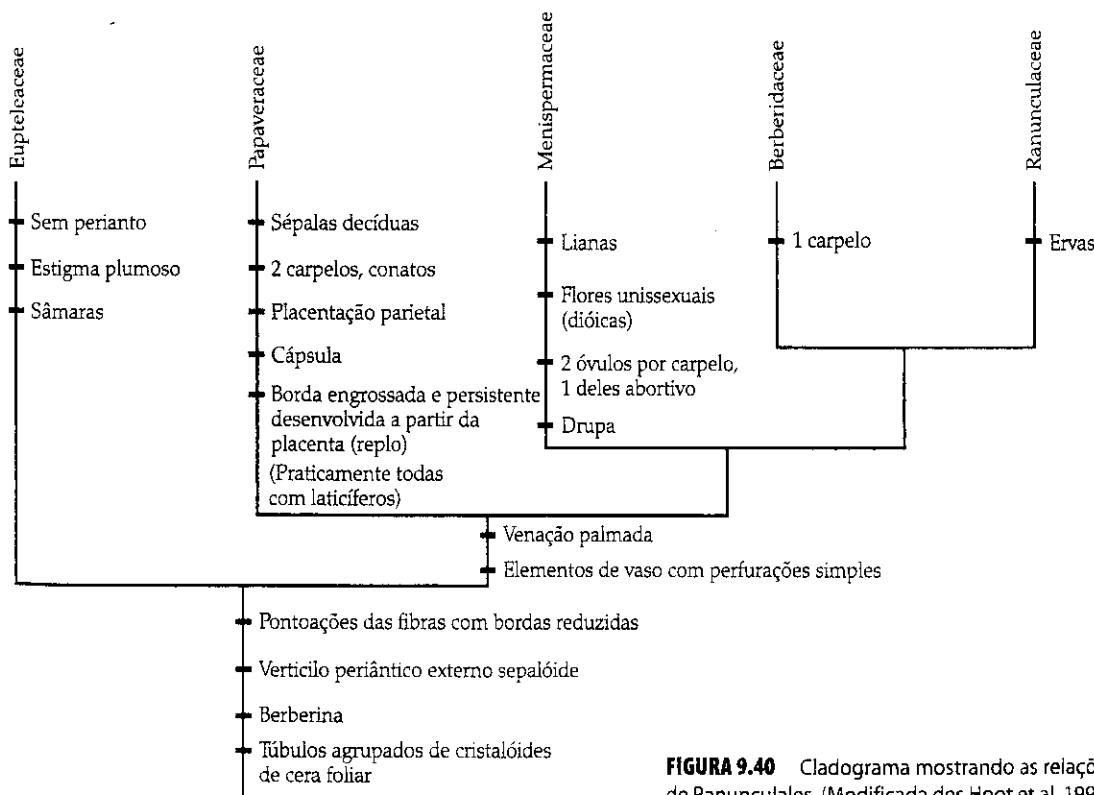 Eupteleaceae
Papaveraceae
Menispermaceae
Berberidaceae
Ranunculaceae
Sem perianto
Estigma plumoso
Sâmaras
Sépalas decíduas
2 carpelos, conatos
Placentação parietal
Cápsula
Borda engrossada e persistente
desenvolvida a partir da
placenta (replo)
(Praticamente todas
com laticíferos)
Lianas
Flores unissexuais
(dióicas)
2 óvulos por carpelo,
1 deles abortivo
Drupa
1 carpelo
Ervas
Venação palmada
Elementos de vaso com perfurações simples
Pontoações das fibras com bordas reduzidas
Verticilo periântico externo sepalóide
Berberina
Túbulos agrupados de cristalóides
de cera foliar
FIGURA 9.40 Cladograma mostrando as
de Ranunculales. (Modificada dos Hoot et al.